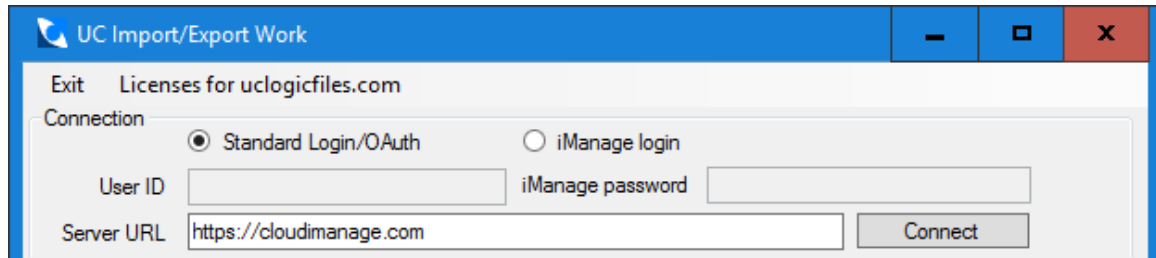 UC Import/Export Work
Exit Licenses for uclogicfiles.com
Connection
Standard Login/OAuth iManage login
User ID iManage password
Server URL https://cloudimanage.com Connect